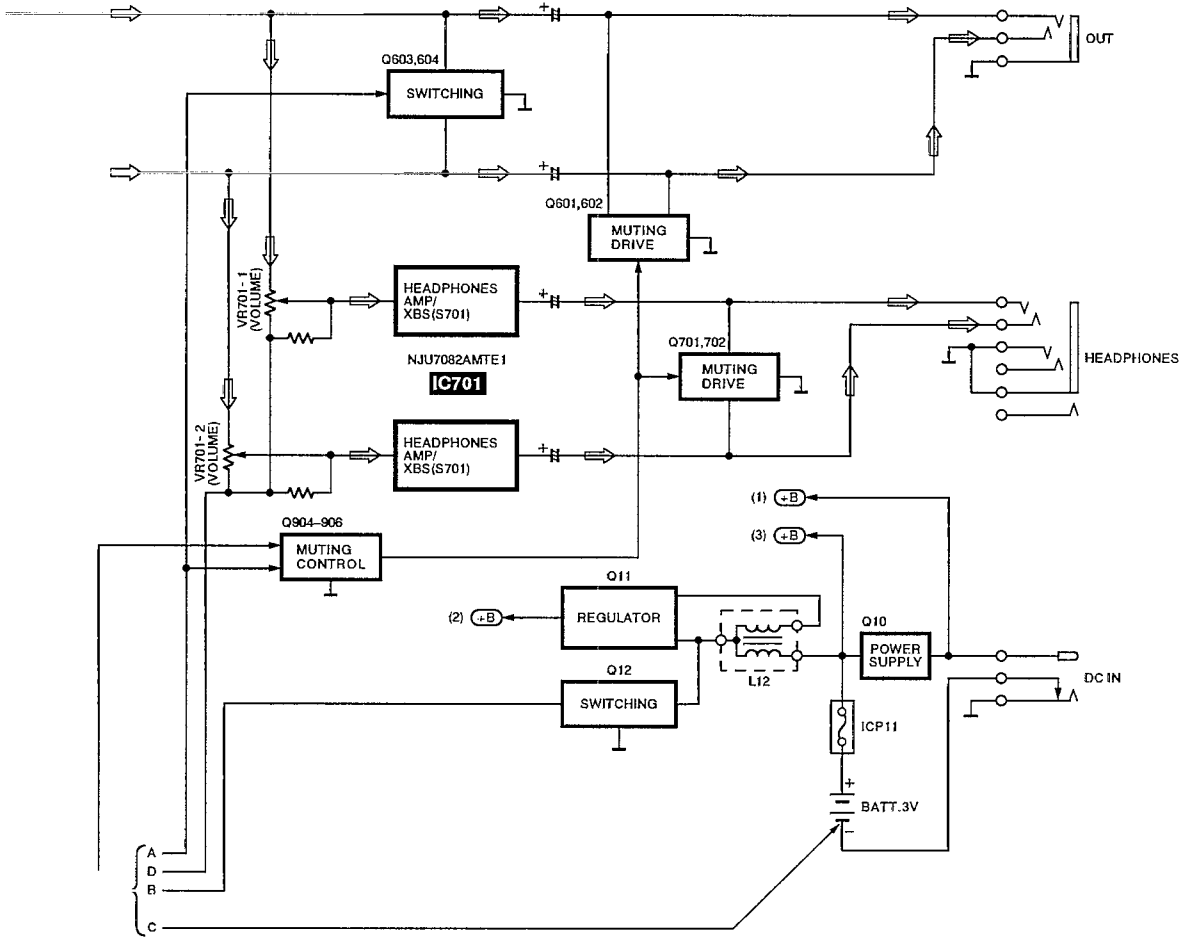 OUT
Q603,604
SWITCHING
Q601,602
MUTING
DRIVE
VR701-1
(VOLUME)
HEADPHONES
AMP/
XBS(S701)
NJU7082AMTE1
IC701
Q701,702
MUTING
DRIVE
HEADPHONES
VR701-2
(VOLUME)
HEADPHONES
AMP/
XBS(S701)
(1) +B
(3) +B
Q904–906
MUTING
CONTROL
Q11
REGULATOR
(2) +B
Q10
POWER
SUPPLY
L12
DC IN
Q12
SWITCHING
ICP11
BATT.3V
A
D
B
C